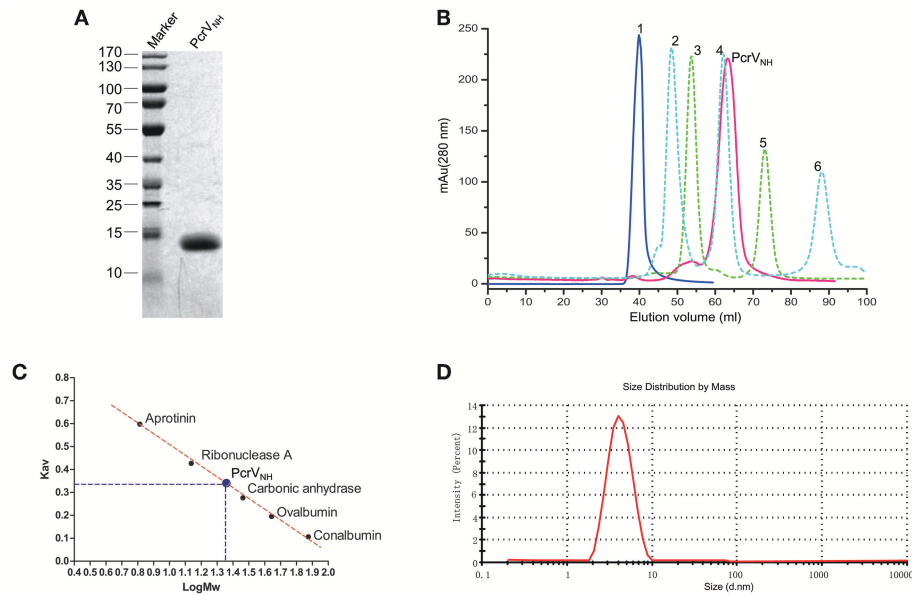 A
Marker
PcrVNH
170
130
100
70
55
40
35
25
15
10
B
mAu(280 nm)
250
200
150
100
50
0
1
2
3
4
PcrVNH
5
6
0 10 20 30 40 50 60 70 80 90 100
Elution volume (ml)
C
Kav
0.8
0.7
0.6
0.5
0.4
0.3
0.2
0.1
0.0
Aprotinin
Ribonuclease A
PcrVNH
Carbonic anhydrase
Ovalbumin
Conalbumin
0.4 0.5 0.6 0.7 0.8 0.9 1.0 1.1 1.2 1.3 1.4 1.5 1.6 1.7 1.8 1.9 2.0
LogMw
D
Size Distribution by Mass
Intensity (Percent)
14
12
10
8
6
4
2
0
0.1 1 10 100 1000 10000
Size (d.nm)